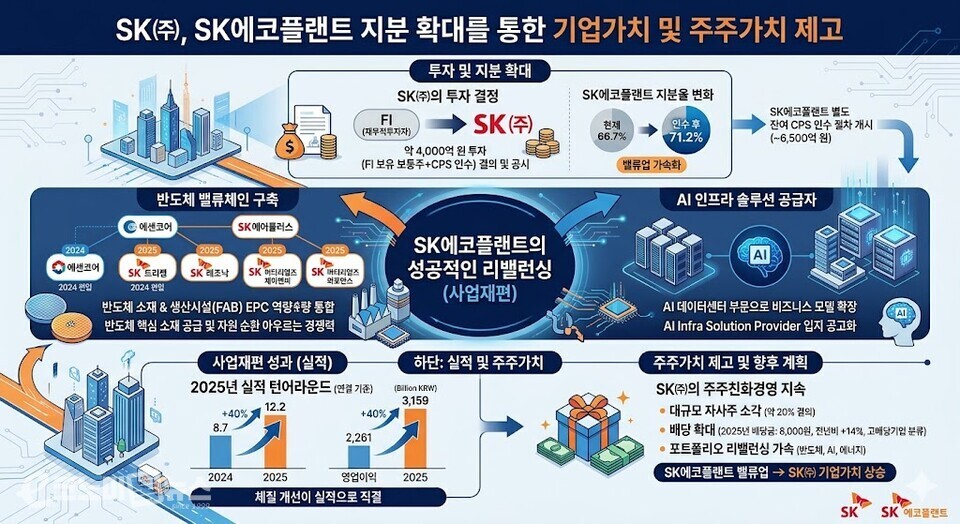 SK㈜, SK에코플랜트 지분 확대를 통한 기업가치 및 주주가치 제고
투자 및 지분 확대
SK㈜의 투자 결정
FI
(재무적투자자)
SK㈜
약 4,000억 원 투자
(FI 보유 보통주+CPS 인수) 결의 및 공시
SK에코플랜트 지분율 변화
현재
66.7%
인수 후
71.2%
밸류업 가속화
SK에코플랜트 별도
잔여 CPS 인수 절차 개시
(~6,500억 원)
반도체 밸류체인 구축
에센코어
SK에어플러스
2024
2025
2025
2025
2025
에센코어
SK트리켐
SK레조낙
SK머티리얼즈
제이엔비
SK머티리얼즈
퍼포먼스
2024 편입
2024 편입
반도체 소재 & 생산시설(FAB) EPC 역량 통합
반도체 핵심 소재 공급 및 자원 순환 아우르는 경쟁력
SK에코플랜트의
성공적인 리밸런싱
(사업재편)
AI 인프라 솔루션 공급자
AI
AI
AI
AI 데이터센터 부문으로 비즈니스 모델 확장
AI Infra Solution Provider 입지 공고화
사업재편 성과 (실적)
2025년 실적 턴어라운드 (연결 기준)
+40%
8.7
12.2
2024
2025
하단: 실적 및 주주가치
(Billion KRW)
+40%
2,261
3,159
영업이익
2025
체질 개선이 실적으로 직결
주주가치 제고 및 향후 계획
SK㈜의 주주친화경영 지속
• 대규모 자사주 소각 (약 20% 결의)
• 배당 확대 (2025년 배당금: 8,000원, 전년비 +14%, 고배당기업 분류)
• 포트폴리오 리밸런싱 가속 (반도체, AI, 에너지)
SK에코플랜트 밸류업 → SK㈜ 기업가치 상승
SK
SK에코플랜트
since 1999